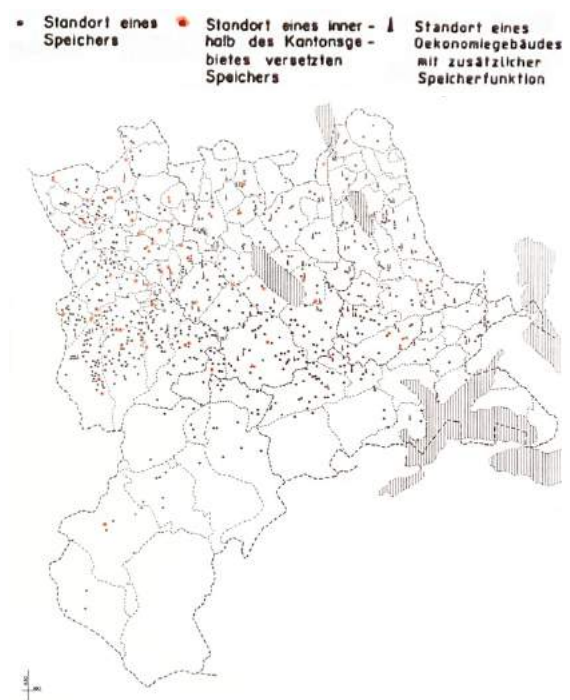 Standort eines
Speichers
Standort eines inner-
halb des Kantonsge-
bietes versetzten
Speichers
Standort eines
Oekonomiegebäudes
mit zusätzlicher
Speicherfunktion